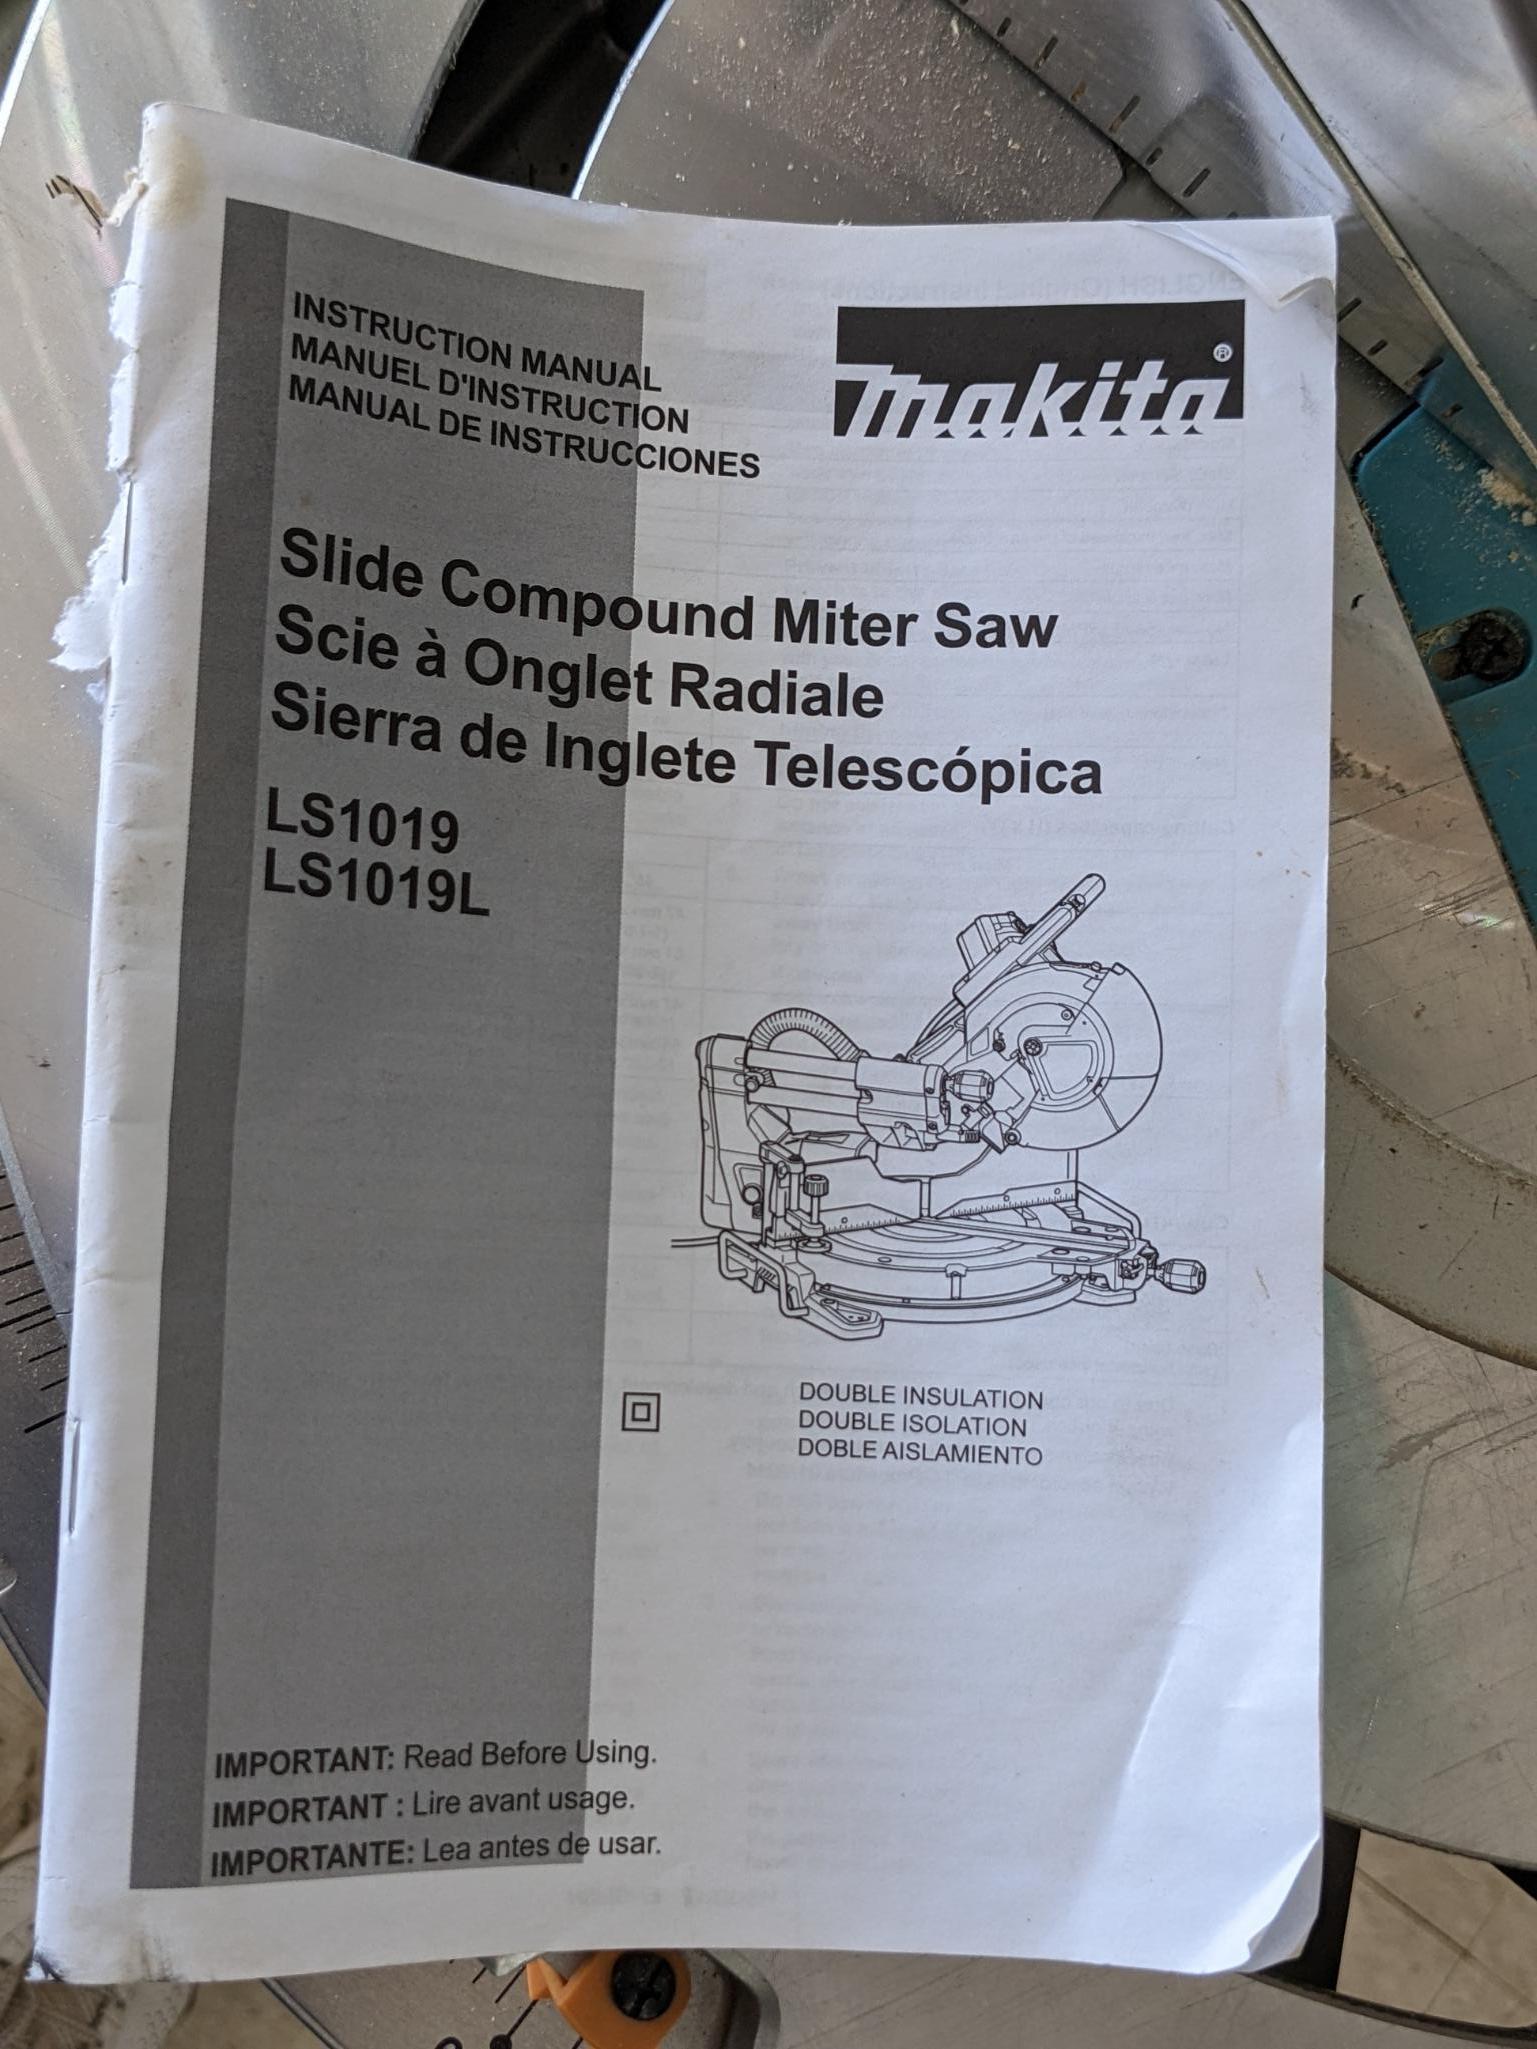 INSTRUCTION MANUAL
MANUEL D'INSTRUCTION
MANUAL DE INSTRUCCIONES
makita®
Slide Compound Miter Saw
Scie à Onglet Radiale
Sierra de Inglete Telescópica
LS1019
LS1019L
DOUBLE INSULATION
DOUBLE ISOLATION
DOBLE AISLAMIENTO
IMPORTANT: Read Before Using.
IMPORTANT : Lire avant usage.
IMPORTANTE: Lea antes de usar.